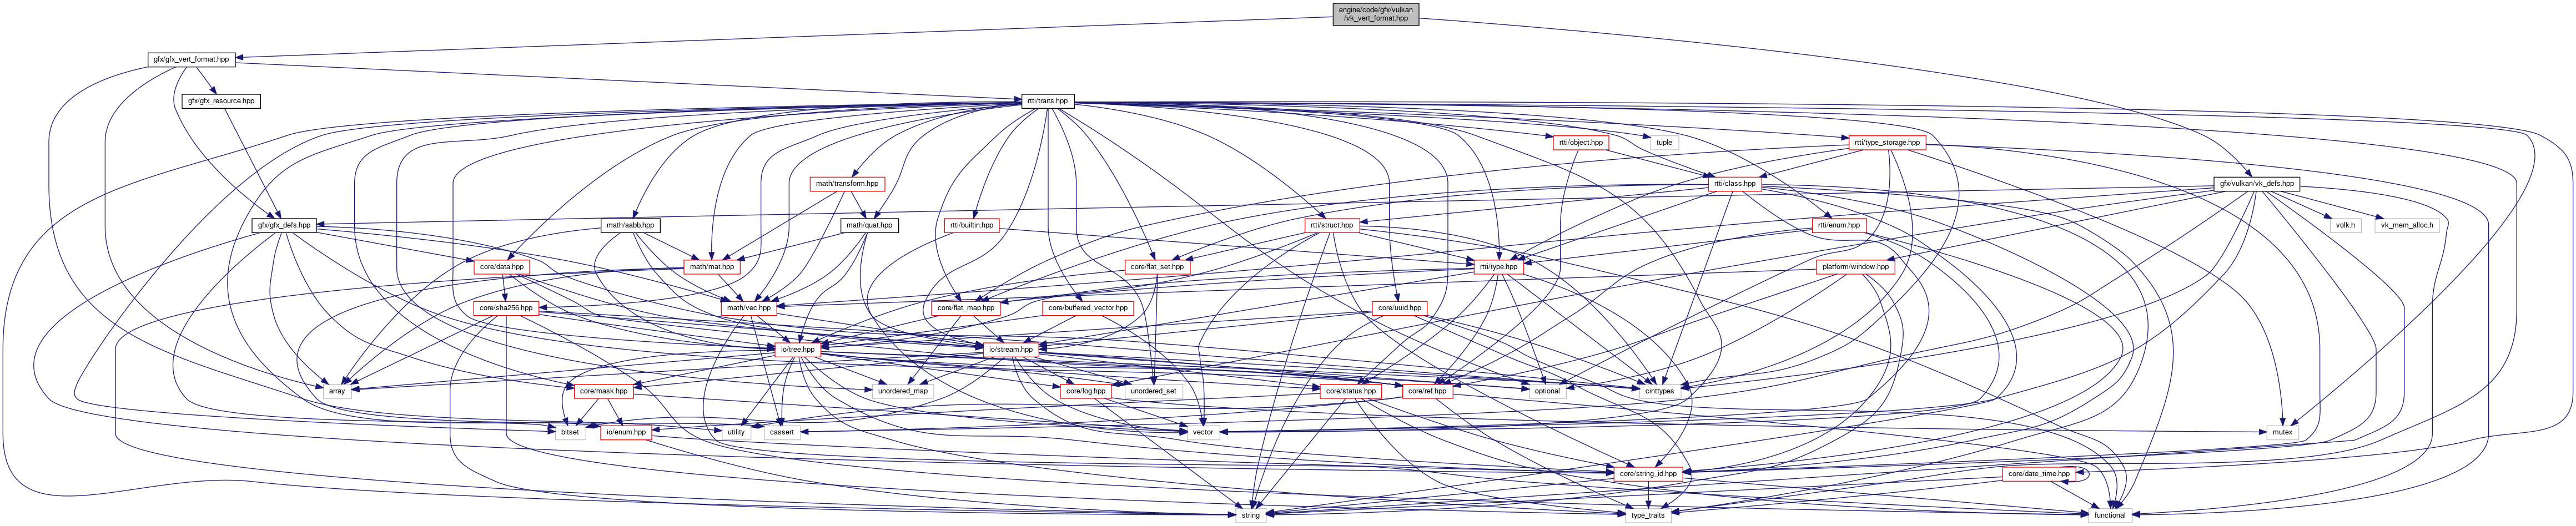 engine/code/gfx/vulkan
/vk_vert_format.hpp
gfx/gfx_vert_format.hpp
gfx/gfx_resource.hpp
rtti/traits.hpp
rtti/object.hpp
tuple
rtti/type_storage.hpp
math/transform.hpp
rtti/class.hpp
gfx/vulkan/vk_defs.hpp
gfx/gfx_defs.hpp
math/aabb.hpp
math/quat.hpp
rtti/builtin.hpp
rtti/struct.hpp
rtti/enum.hpp
volk.h
vk_mem_alloc.h
core/data.hpp
math/mat.hpp
core/flat_set.hpp
rtti/type.hpp
platform/window.hpp
core/sha256.hpp
math/vec.hpp
core/flat_map.hpp
core/buffered_vector.hpp
core/uuid.hpp
io/tree.hpp
io/stream.hpp
array
core/mask.hpp
unordered_map
core/log.hpp
unordered_set
core/status.hpp
core/ref.hpp
optional
cinttypes
bitset
io/enum.hpp
utility
cassert
vector
mutex
core/string_id.hpp
core/date_time.hpp
string
type_traits
functional